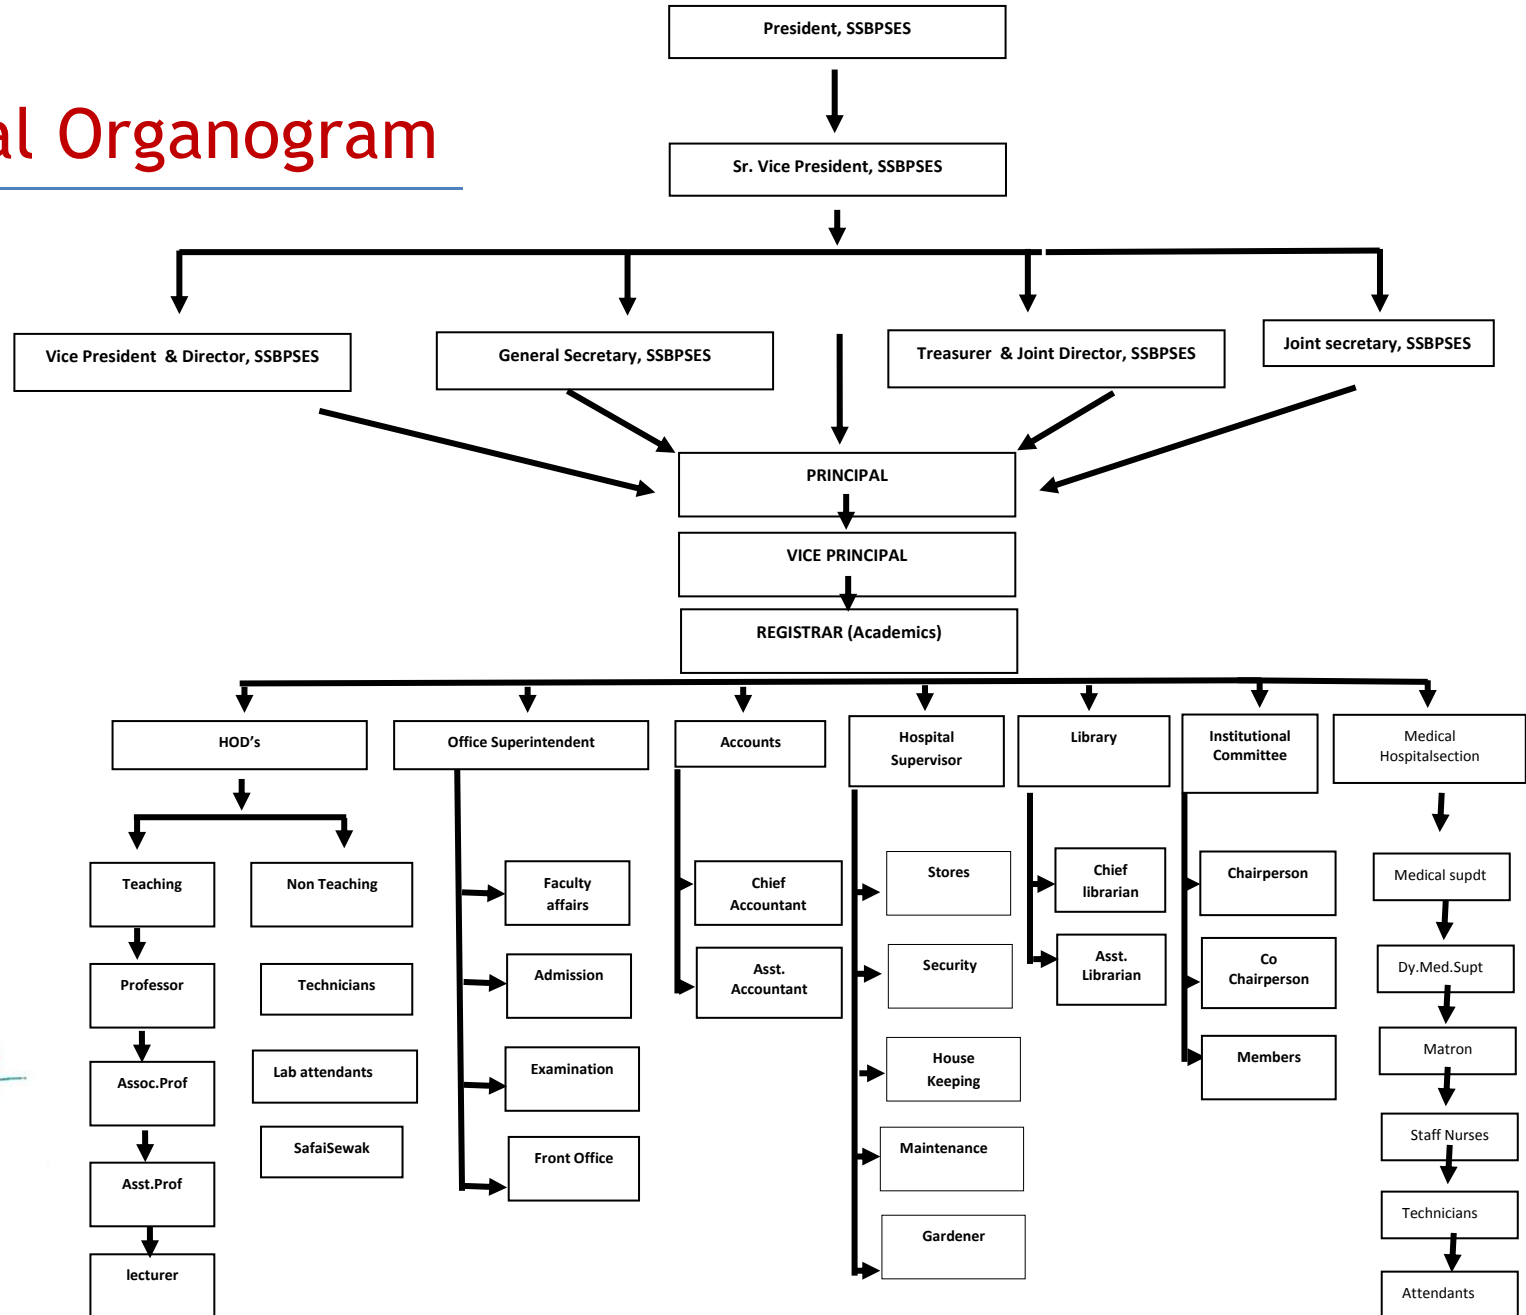 President, SSBPSES
al Organogram
Sr. Vice President, SSBPSES
Vice President & Director, SSBPSES
General Secretary, SSBPSES
Treasurer & Joint Director, SSBPSES
Joint secretary, SSBPSES
PRINCIPAL
VICE PRINCIPAL
REGISTRAR (Academics)
HOD's
Office Superintendent
Accounts
Hospital
Supervisor
Library
Institutional
Committee
Medical
Hospitalsection
Teaching
Non Teaching
Professor
Technicians
Assoc.Prof
Lab attendants
SafaiSewak
Asst.Prof
lecturer
Faculty
affairs
Admission
Examination
Front Office
Chief
Accountant
Asst.
Accountant
Stores
Security
House
Keeping
Maintenance
Gardener
Chief
librarian
Asst.
Librarian
Chairperson
Co
Chairperson
Members
Medical supdt
Dy.Med.Supt
Matron
Staff Nurses
Technicians
Attendants